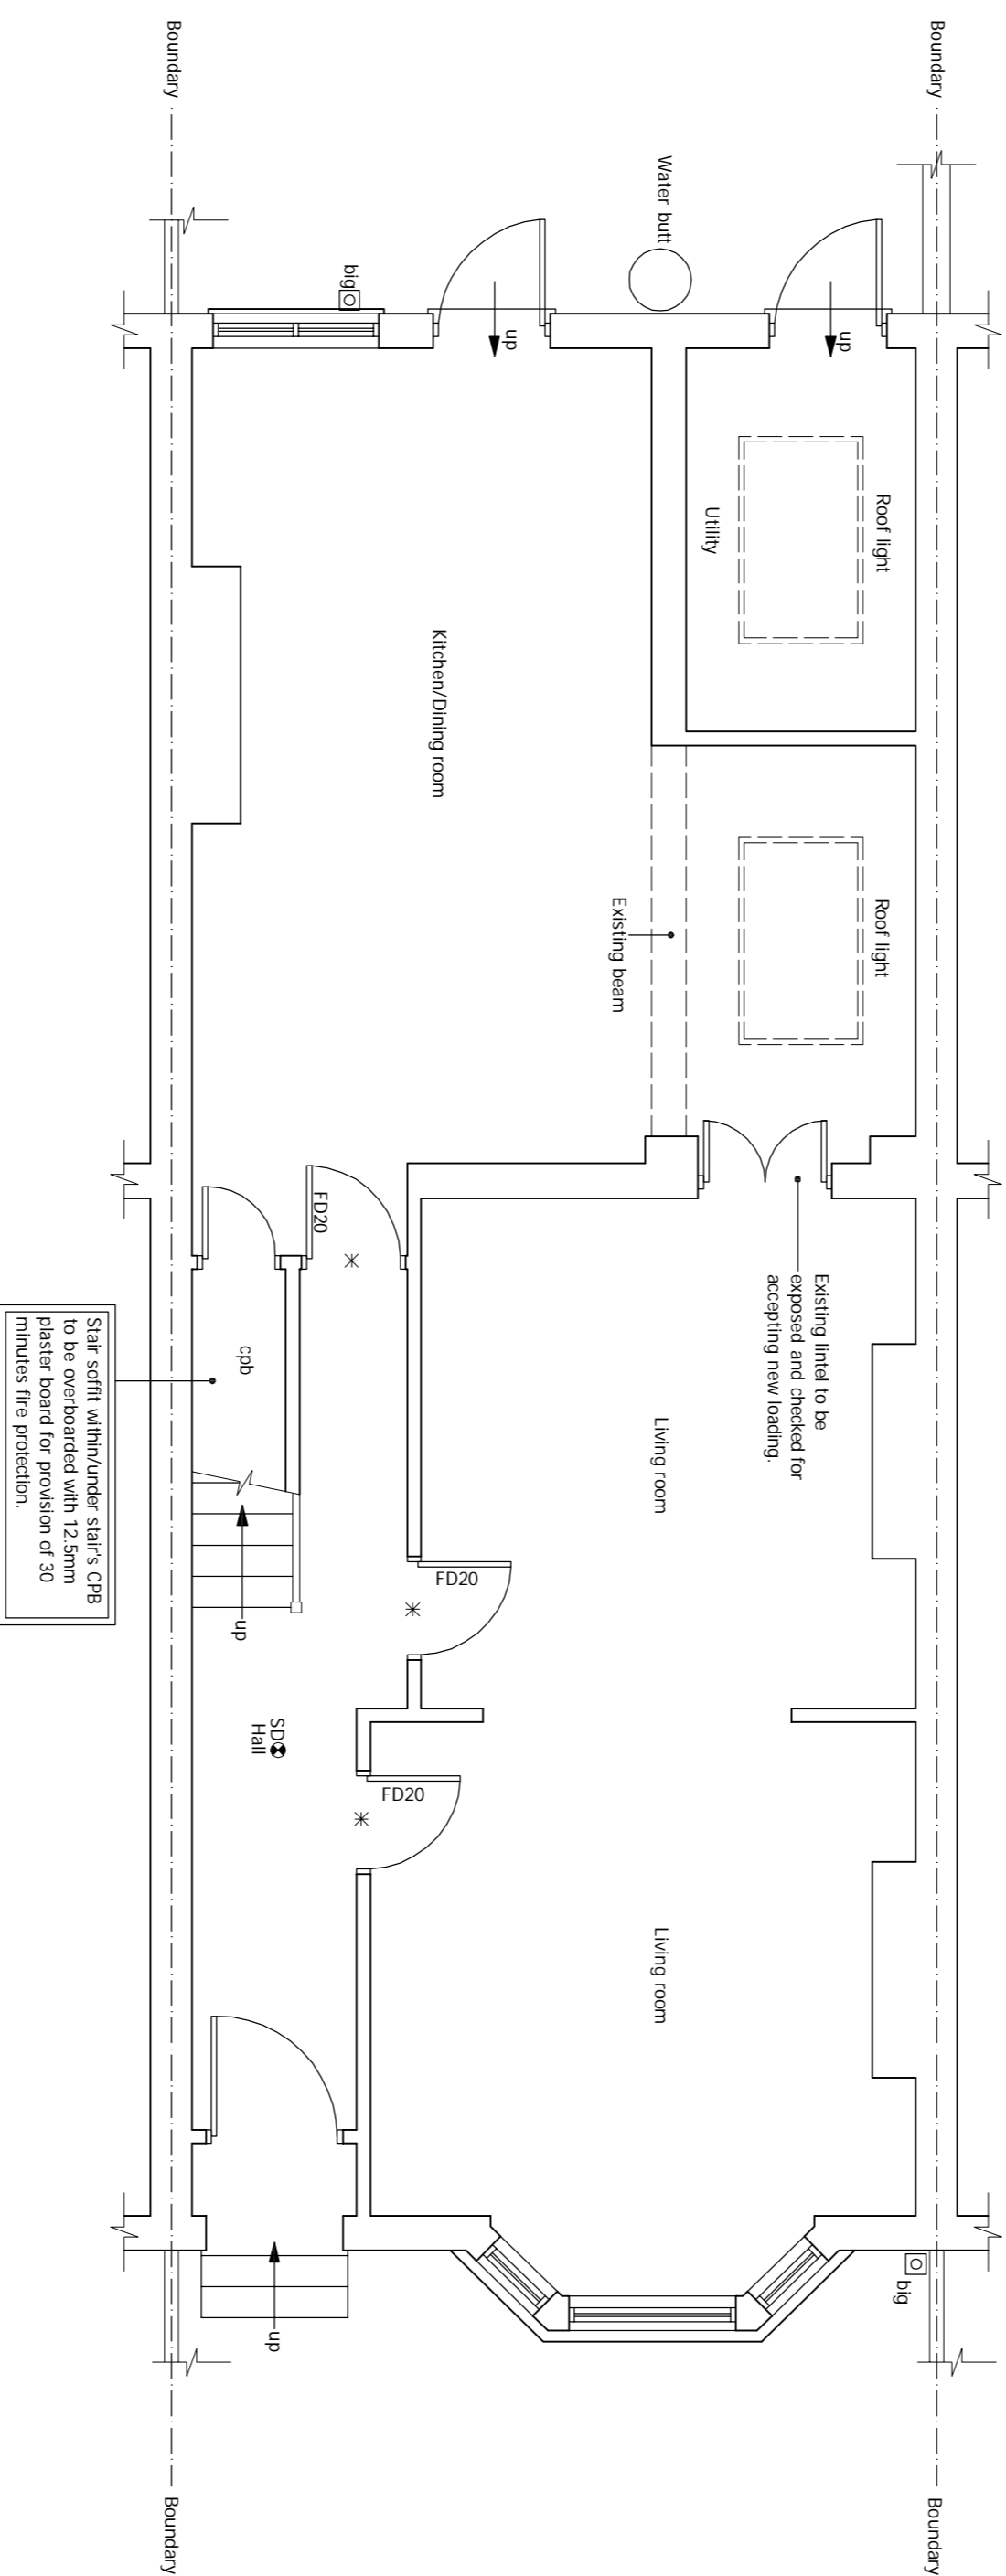 Boundary
Boundary
Water butt
big
up
up
Roof light
Utility
Kitchen/Dining room
Existing beam
Roof light
FD20
Existing lintel to be
exposed and checked for
accepting new loading.
cpb
Stair soffit within/under stair's CPB
to be overboarded with 12.5mm
plaster board for provision of 30
minutes fire protection.
Living room
FD20
up
SD
Hall
FD20
Living room
big
up
Boundary
Boundary